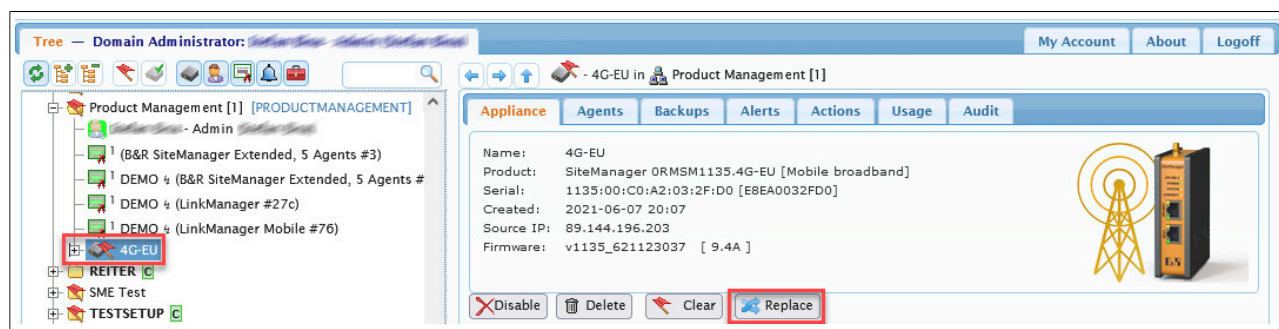 Tree — Domain Administrator:
My Account About Logoff
- 4G-EU in Product Management [1]
Product Management [1] [PRODUCTMANAGEMENT]
- Admin
1 (B&R SiteManager Extended, 5 Agents #3)
1 DEMO 4 (B&R SiteManager Extended, 5 Agents #
1 DEMO 4 (LinkManager #27c)
1 DEMO 4 (LinkManager Mobile #76)
4G-EU
REITER C
SME Test
TESTSETUP C
Appliance Agents Backups Alerts Actions Usage Audit
Name: 4G-EU
Product: SiteManager 0RMSM1135.4G-EU [Mobile broadband]
Serial: 1135:00:C0:A2:03:2F:D0 [E8EA0032FD0]
Created: 2021-06-07 20:07
Source IP: 89.144.196.203
Firmware: v1135_621123037 [ 9.4A ]
Disable Delete Clear Replace